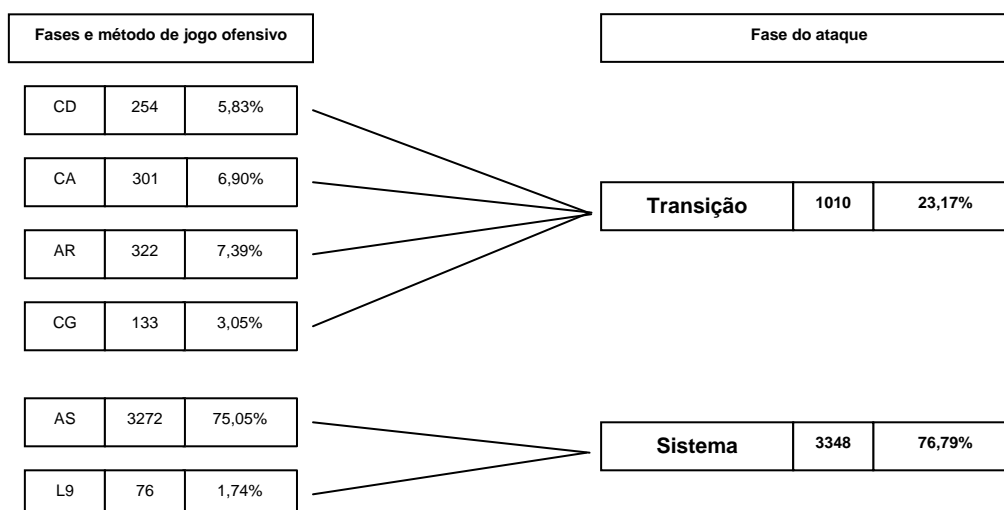 Fases e método de jogo ofensivo
Fase do ataque
CD 254 5,83%
CA 301 6,90%
Transição 1010 23,17%
AR 322 7,39%
CG 133 3,05%
AS 3272 75,05%
Sistema 3348 76,79%
L9 76 1,74%